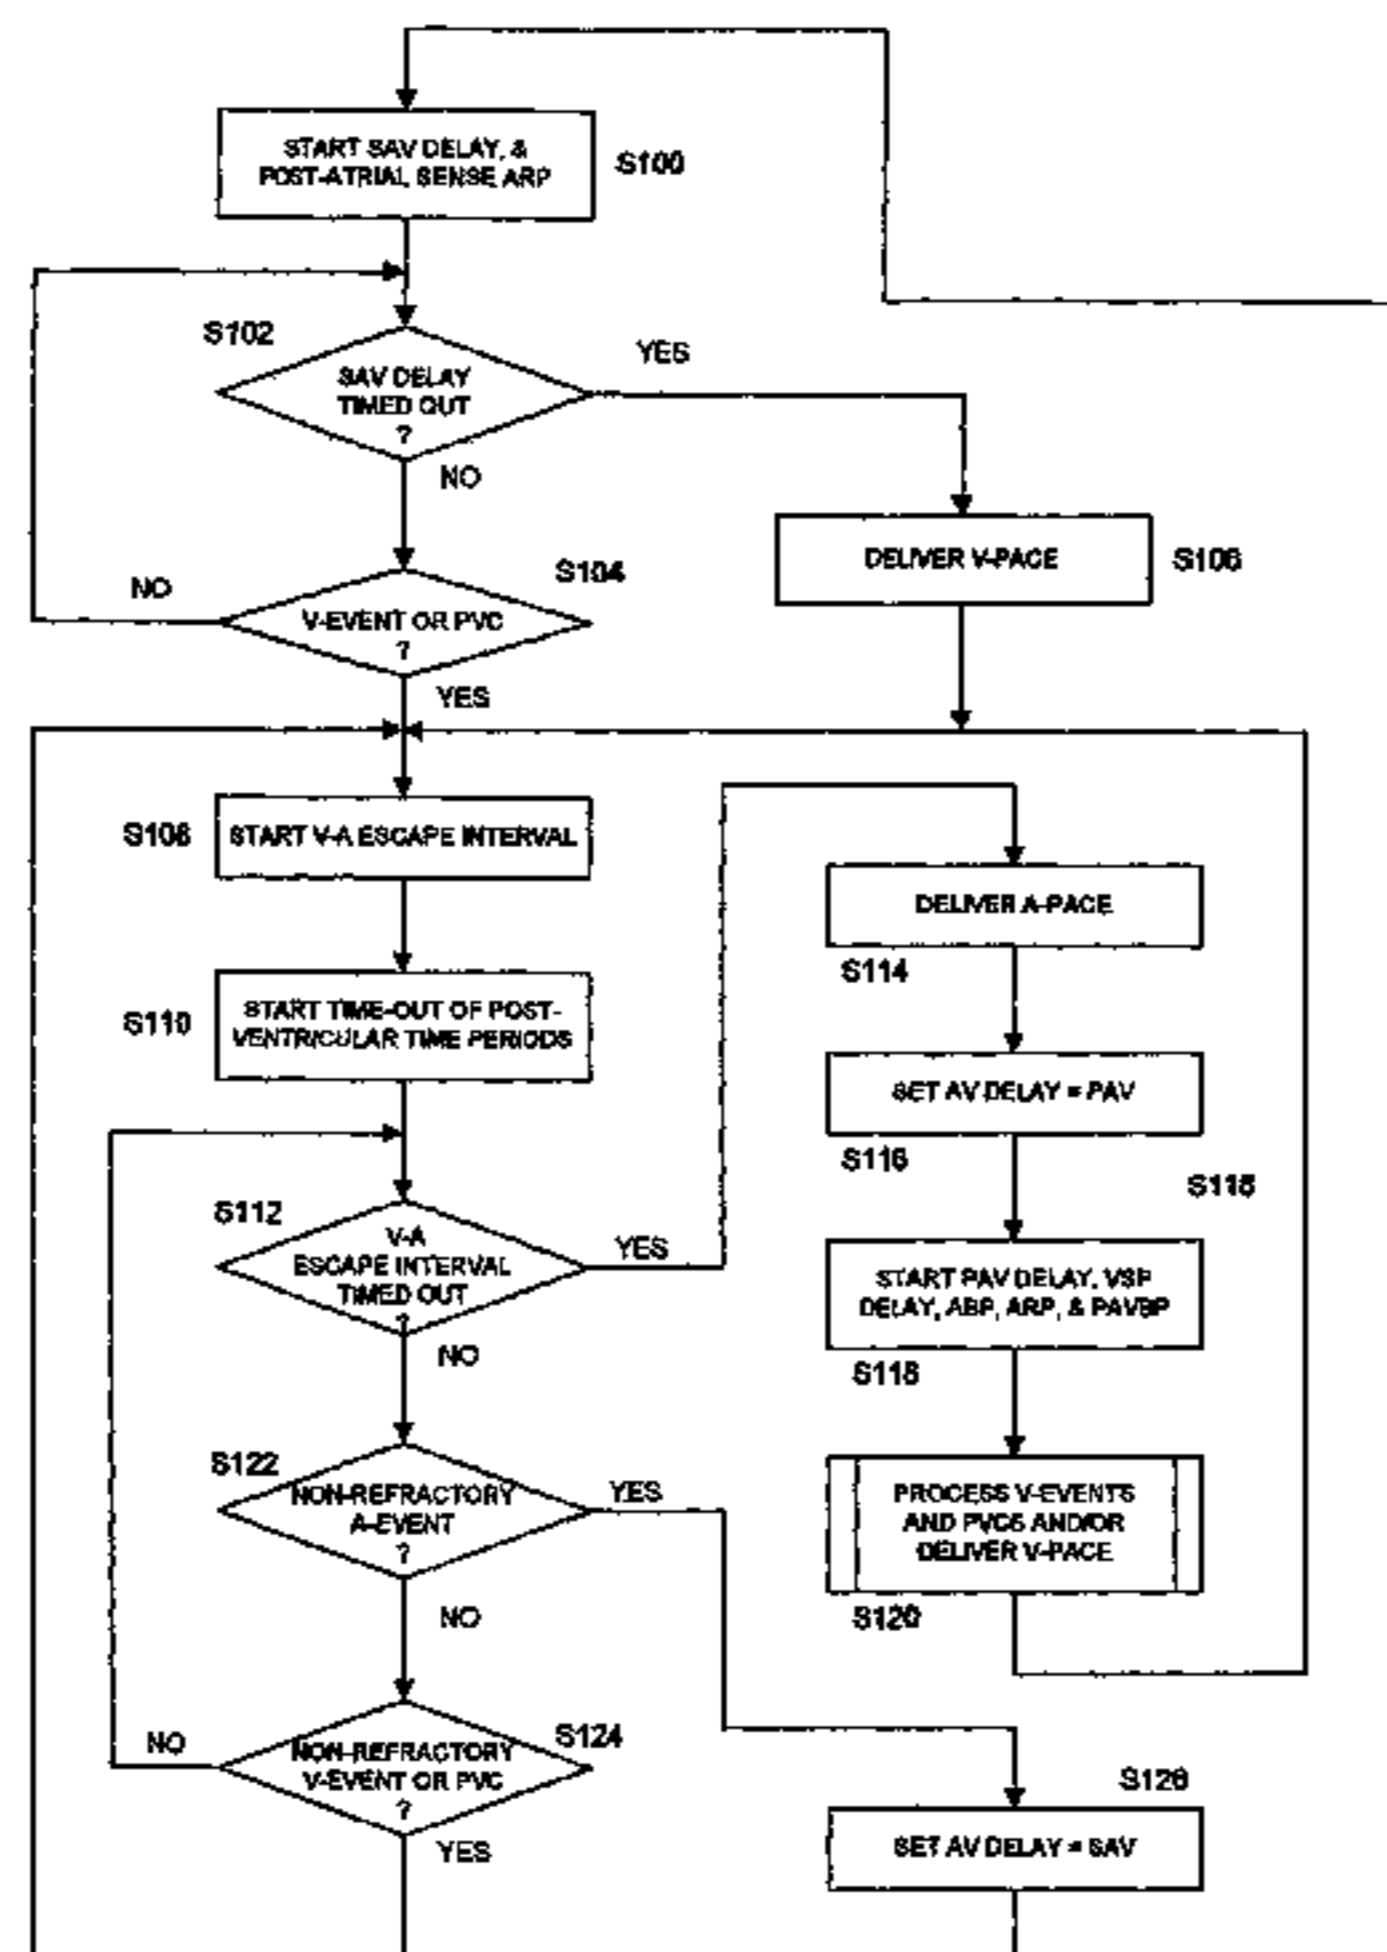 START SAV DELAY, &
POST-ATRIAL SENSE ARP
S100
S102
SAV DELAY
TIMED OUT
?
YES
NO
DELIVER V-PACE
S106
S104
NO
V-EVENT OR PVC
?
YES
S108
START V-A ESCAPE INTERVAL
DELIVER A-PACE
S114
S110
START TIME-OUT OF POST-
VENTRICULAR TIME PERIODS
SET AV DELAY = PAV
S116
S115
S112
V-A
ESCAPE INTERVAL
TIMED OUT
?
YES
NO
START PAV DELAY, VSP
DELAY, ABP, ARP, & PAVBP
S118
S122
NON-REFRACTORY
A-EVENT
?
YES
NO
PROCESS V-EVENTS
AND PVCS AND/OR
DELIVER V-PACE
S120
S124
NO
NON-REFRACTORY
V-EVENT OR PVC
?
YES
S126
SET AV DELAY = SAV